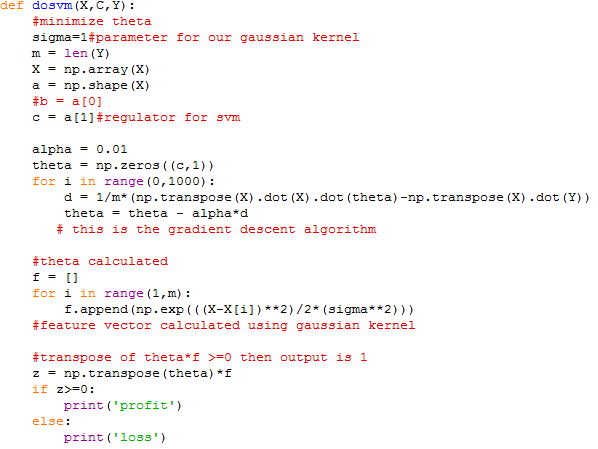 def dosvm(X,C,Y):
    #minimize theta
    sigma=1#parameter for our gaussian kernel
    m = len(Y)
    X = np.array(X)
    a = np.shape(X)
    #b = a[0]
    c = a[1]#regulator for svm

    alpha = 0.01
    theta = np.zeros((c,1))
    for i in range(0,1000):
        d = 1/m*(np.transpose(X).dot(X).dot(theta)-np.transpose(X).dot(Y))
        theta = theta - alpha*d
       # this is the gradient descent algorithm

    #theta calculated
    f = []
    for i in range(1,m):
        f.append(np.exp(((X-X[i])**2)/2*(sigma**2)))
    #feature vector calculated using gaussian kernel

    #transpose of theta*f >=0 then output is 1
    z = np.transpose(theta)*f
    if z>=0:
        print('profit')
    else:
        print('loss')